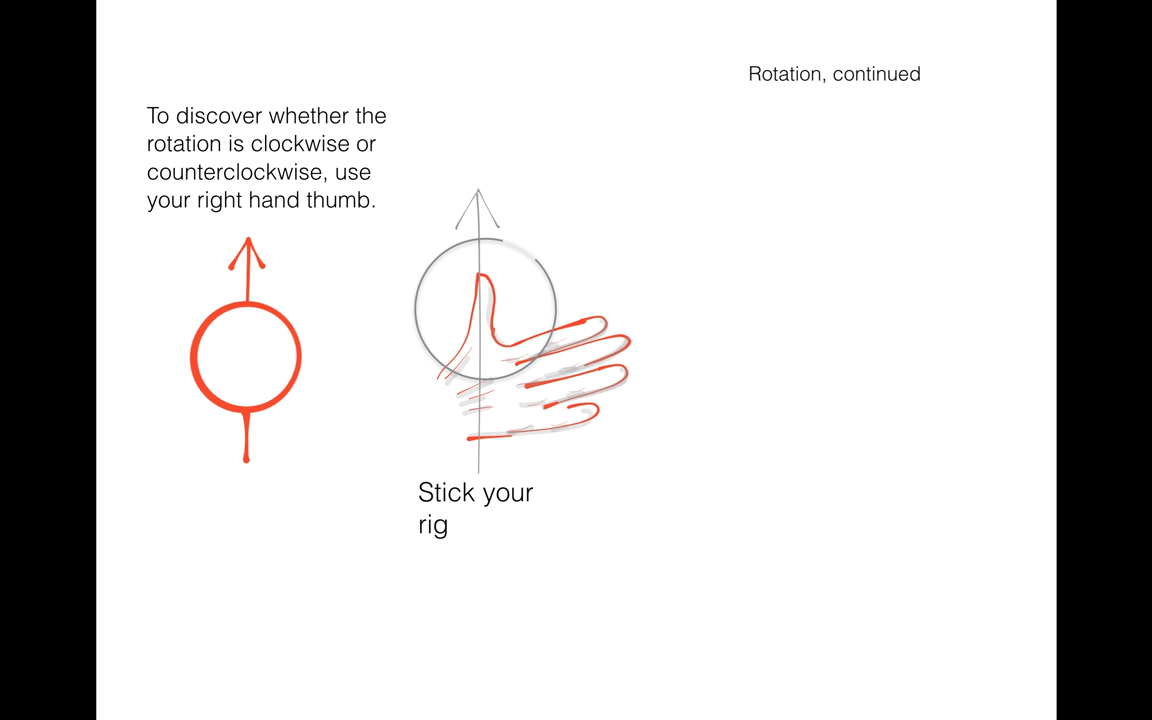 Rotation, continued
To discover whether the
rotation is clockwise or
counterclockwise, use
your right hand thumb.
Stick your
rig